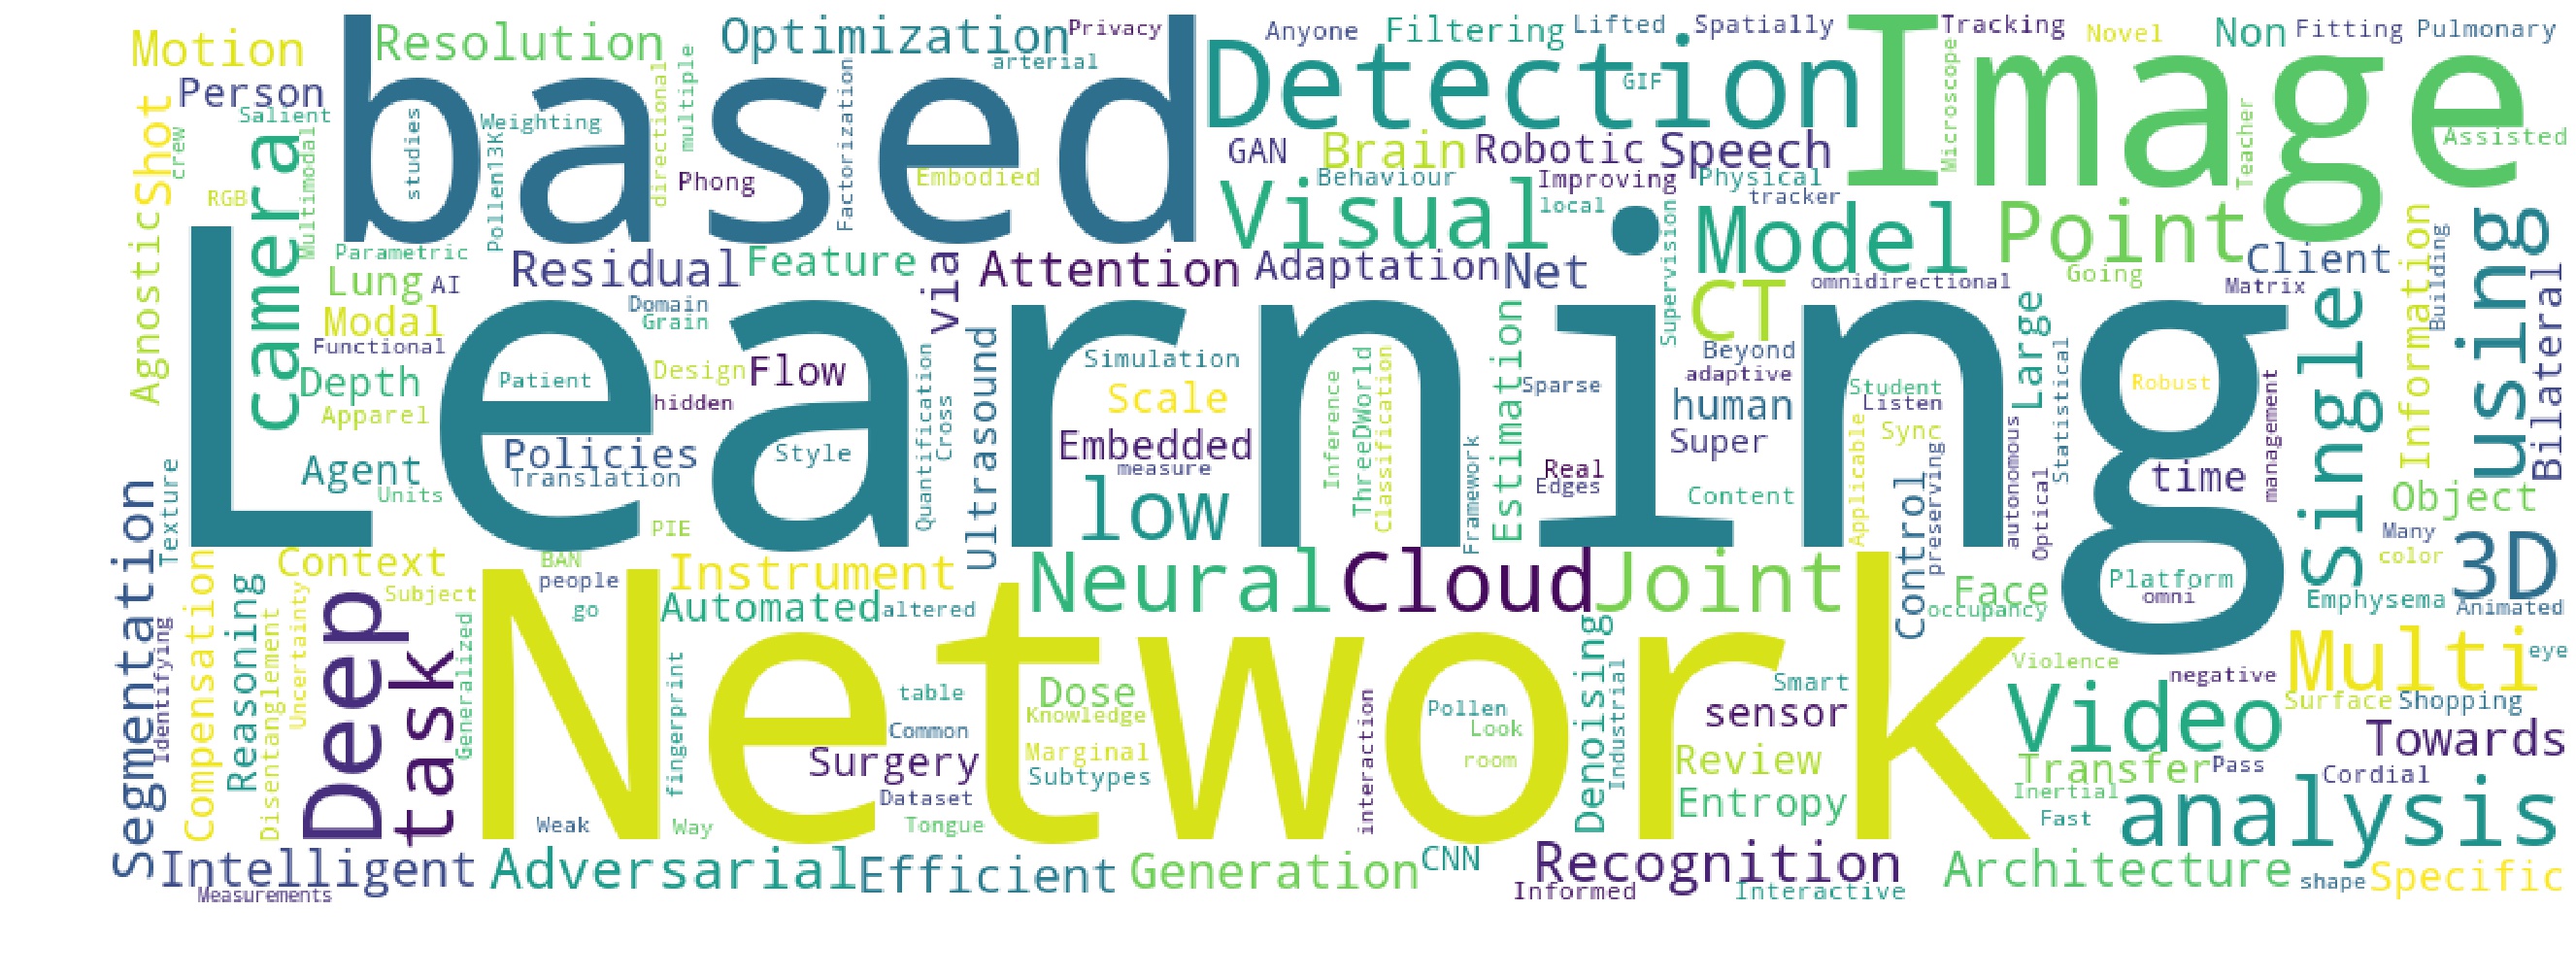 Motion
Resolution
based
Optimization
Privacy
arterial
Anyone
Filtering
Lifted
Spatially
Image
Tracking
Novel
Non
Fitting
Pulmonary
Person
Shot
crew
Salient
camera
Multimodal
RGB
Agnostic
studies
Weighting
Pollen13K
directional
multiple
Phong
Factorization
Embodied
Detection
GIF
GAN
Brain
Robotic
Speech
Behaviour
Improving
Physical
tracker
local
Visual
Microscope
Teacher
Assisted
Parametric
Lung
AI
Residual
Feature
via
Attention
Adaptation
Net
Supervision
Model
Point
omnidirectional
Going
Client
Matrix
Information
Building
using
Bilateral
Learning
Modal
Functional
Domain
Grain
Depth
Apparel
Patient
Design
hidden
Flow
Quantification
Cross
Ultrasound
Simulation
Scale
Embedded
measure
low
Inference
ThreeDWorld
Classification
Framework
Estimation
Sparse
Real
Edges
CT
Beyond
adaptive
human
Super
Content
Large
Student
Listen
Sync
Applicable
Control
preserving
autonomous
Optical
Statistical
Robust
time
management
Single
Object
Many
color
3D
Animated
Emphysema
Agent
Units
Policies
Translation
Style
Texture
Segmentation
Identifying
Compensation
Context
Reasoning
Disentanglement
Uncertainty
Subject
Deep
task
Generalized
BAN
people
go
PIE
Instrument
Automated
altered
Neural
Cloud
Joint
Face
occupancy
Platform
omni
Network
fingerprint
table
Common
Surgery
Dataset
Tongue
Weak
Way
Dose
Knowledge
Marginal
Subtypes
interaction
Pollen
Look
room
Denoising
Industrial
Smart
sensor
Review
Entropy
Violence
negative
Multi
eye
Surface
Shopping
Video
Towards
Transfer
Pass
Cordial
Inertial
Fast
analysis
Intelligent
Measurements
Adversarial
Efficient
Generation
CNN
Recognition
Informed
Interactive
Architecture
shape
Specific